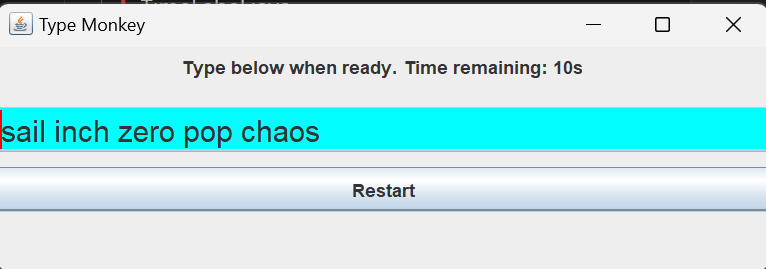 Type Monkey
Type below when ready. Time remaining: 10s
sail inch zero pop chaos
Restart